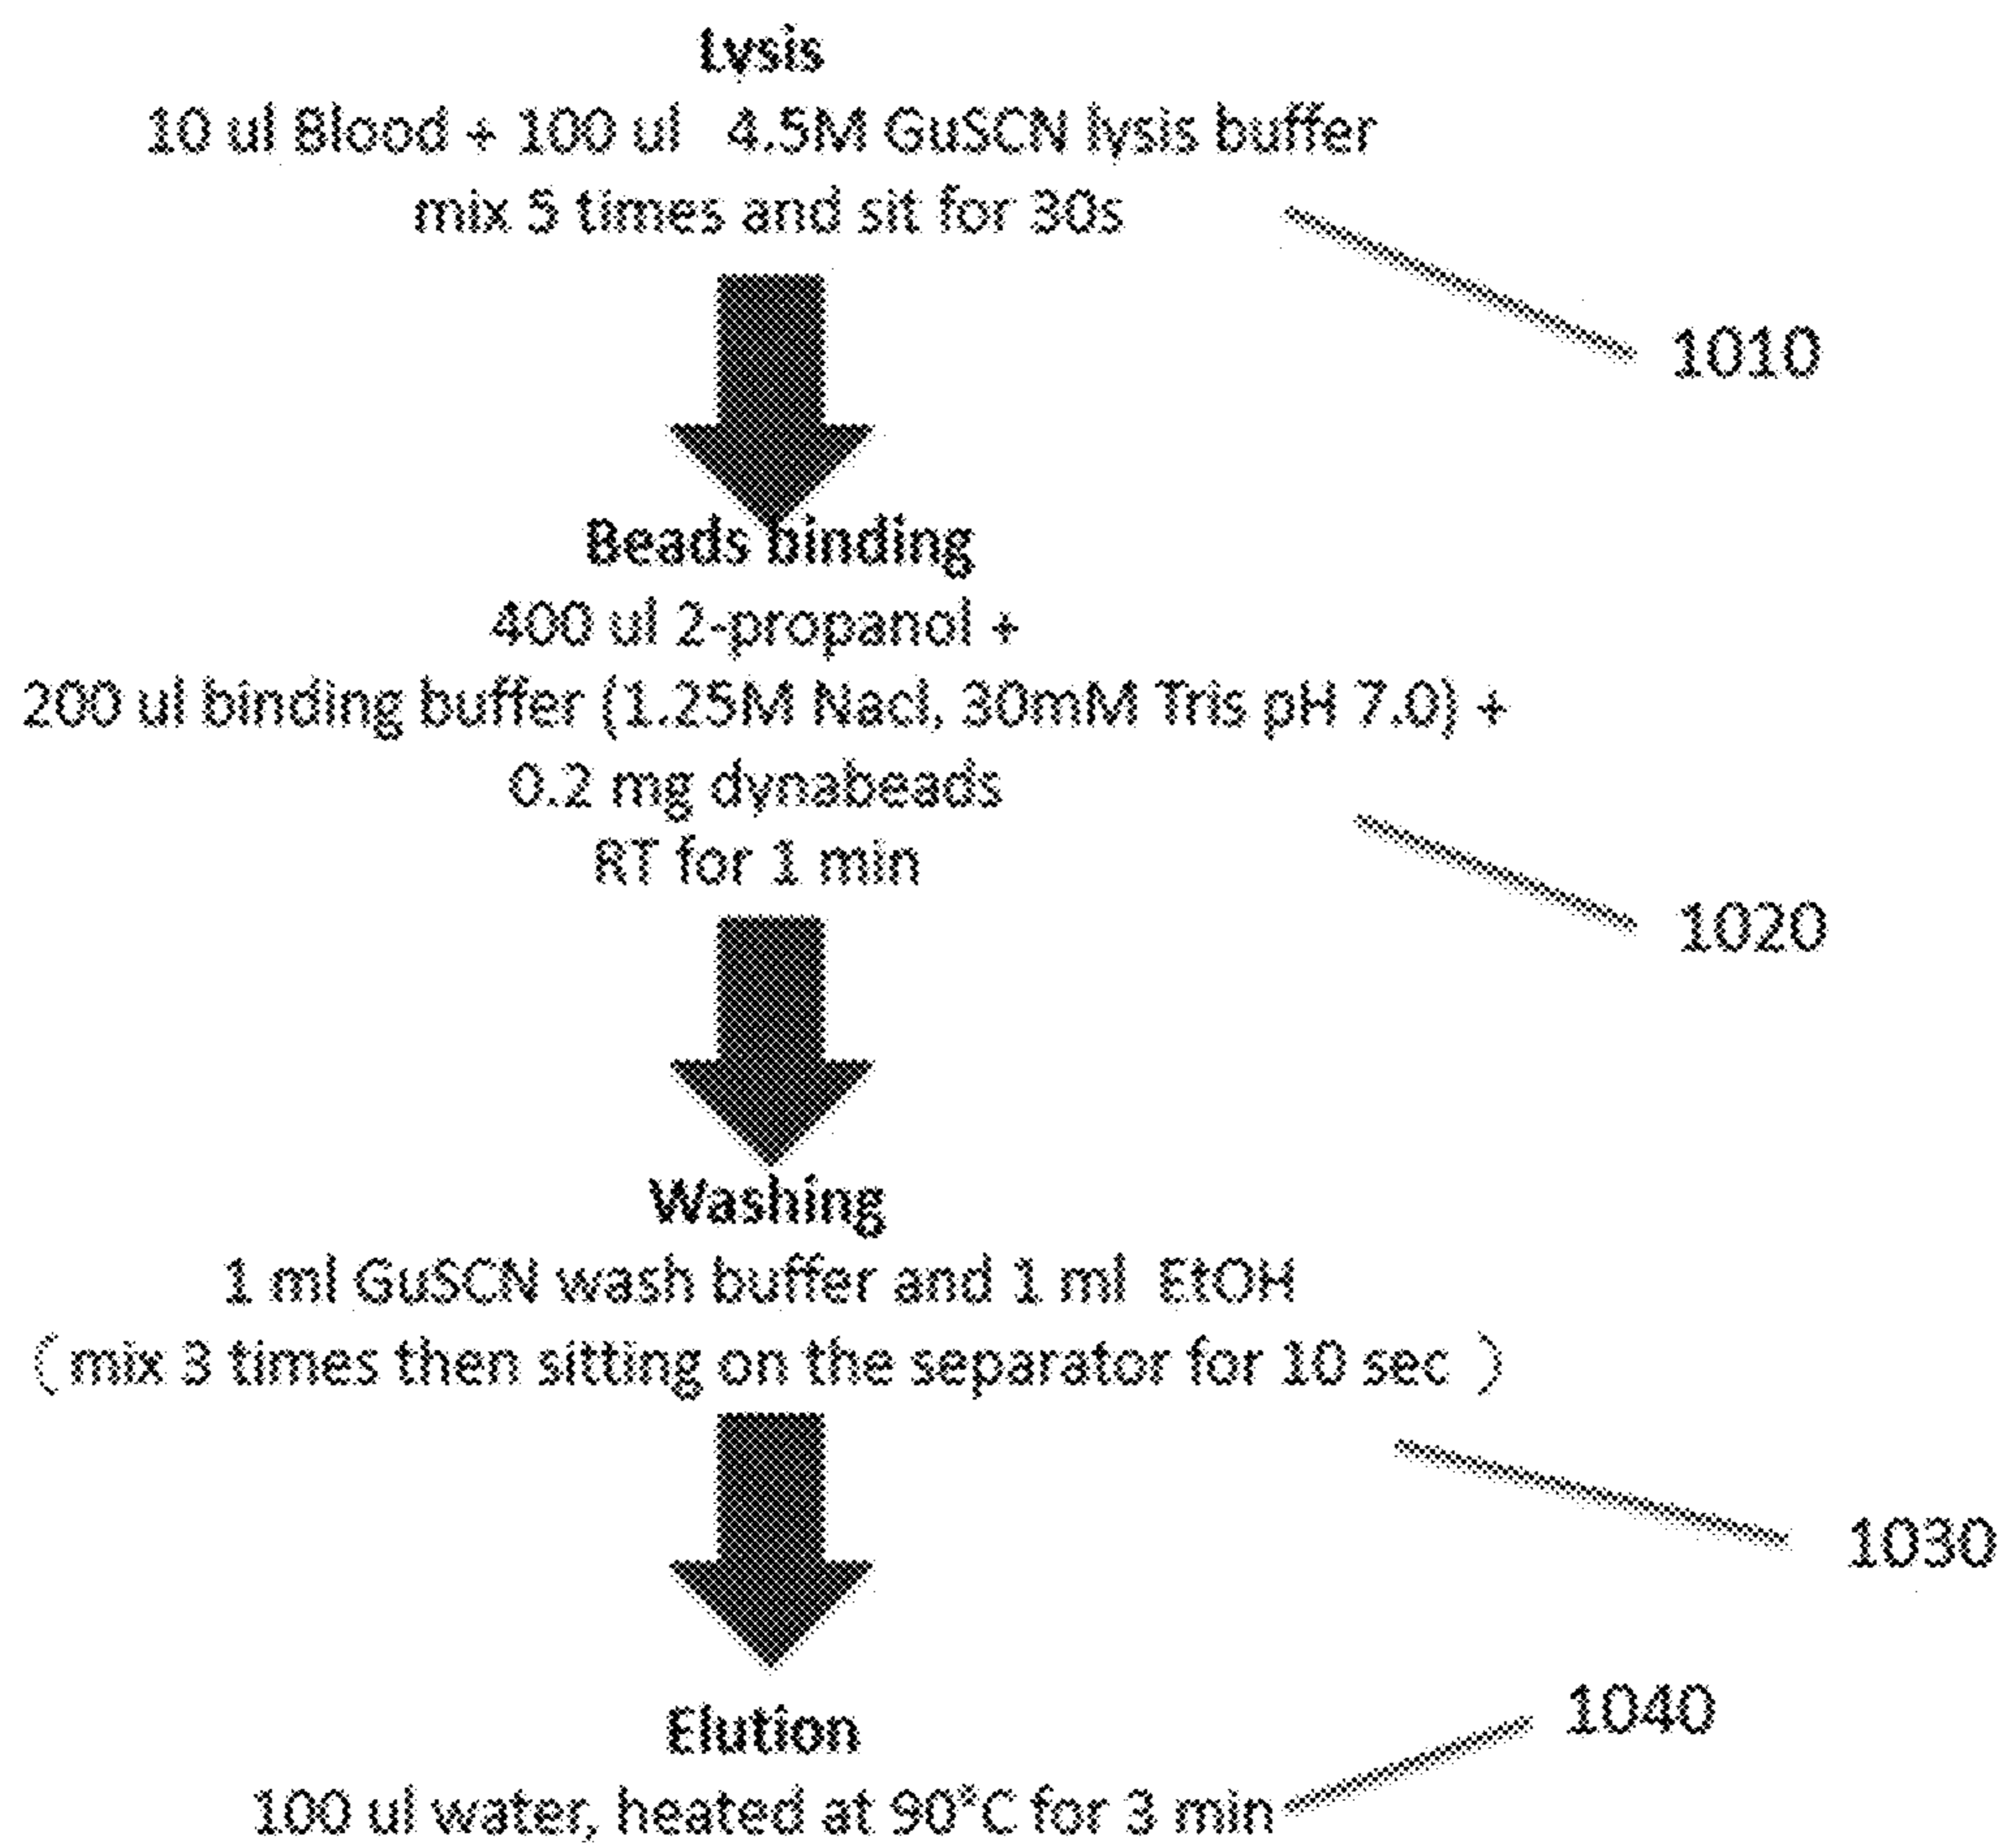 Lysis
10 ul Blood + 100 ul 4.5M GuSCN lysis buffer
mix 5 times and sit for 30s
1010
Beads binding
400 ul 2-propanol +
200 ul binding buffer (1.25M Nacl, 30mM Tris pH 7.0) +
0.2 mg dynabeads
RT for 1 min
1020
Washing
1 ml GuSCN wash buffer and 1 ml EtOH
( mix 3 times then sitting on the separator for 10 sec )
1030
Elution
1040
100 ul water, heated at 90°C for 3 min